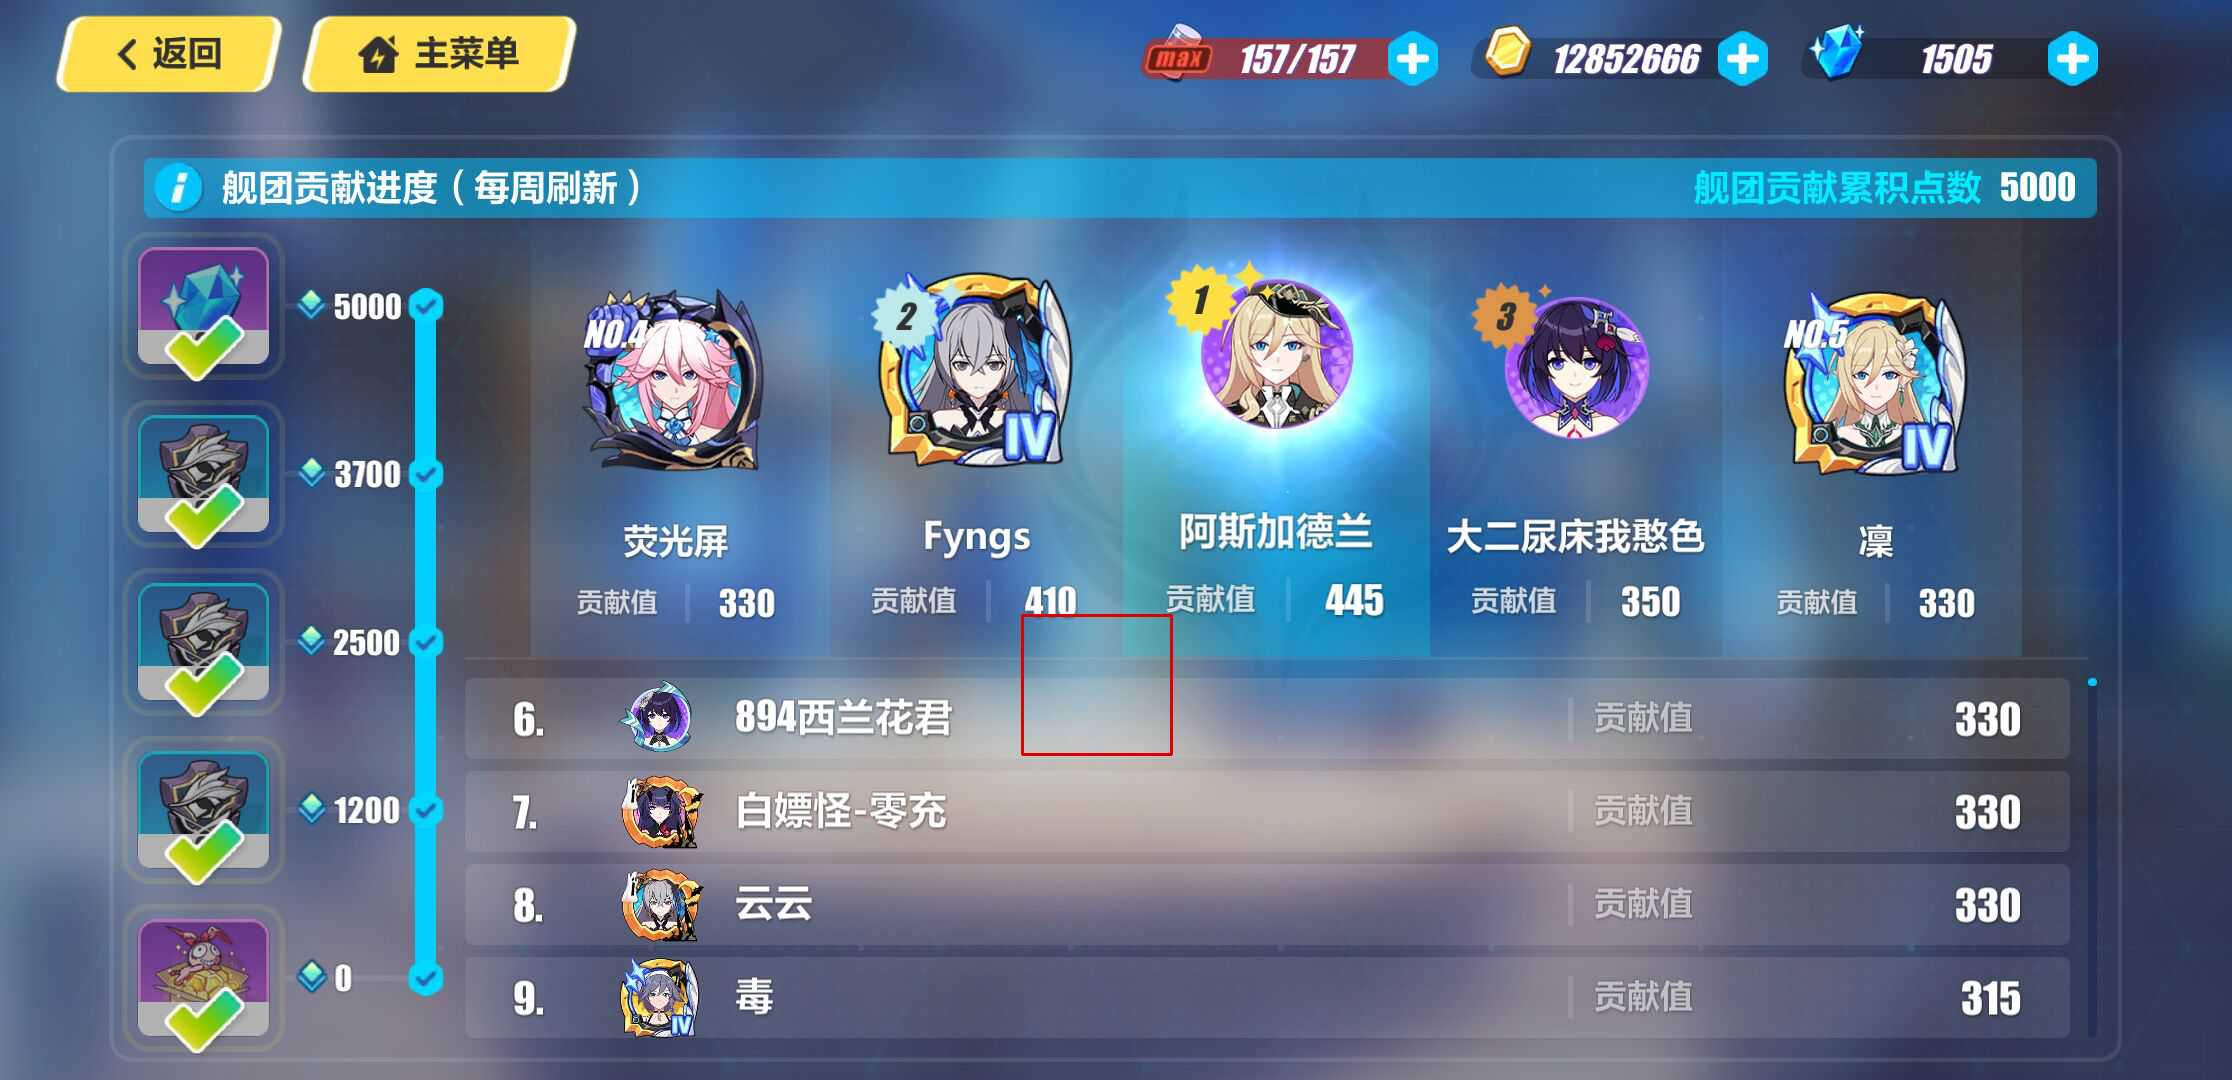 返回
主菜单
max 157/157
12852666
1505
舰团贡献进度（每周刷新）
舰团贡献累积点数 5000
5000
3700
2500
1200
0
NO.4
荧光屏
贡献值 330
2
IV
Fyngs
贡献值 410
1
阿斯加德兰
贡献值 445
3
大二尿床我憨色
贡献值 350
NO.5
IV
凜
贡献值 330
6. 894西兰花君 贡献值 330
7. 白嫖怪-零充 贡献值 330
8. 云云 贡献值 330
9. IV 毒 贡献值 315